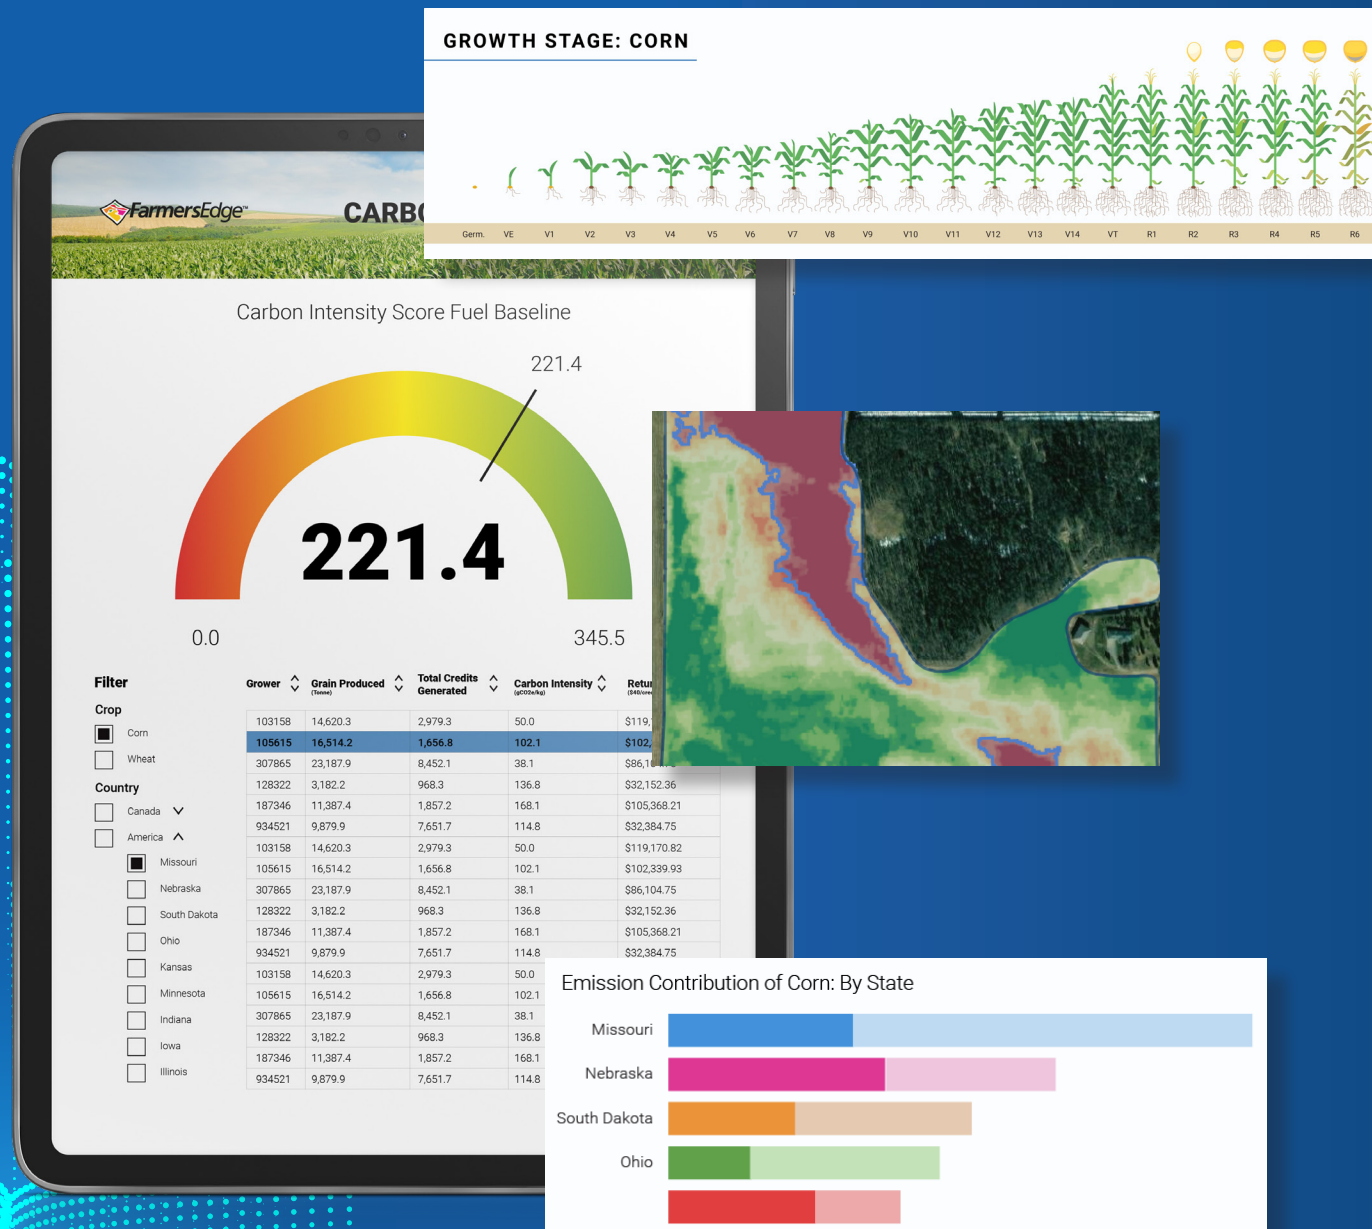 GROWTH STAGE: CORN
Germ. VE V1 V2 V3 V4 V5 V6 V7 V8 V9 V10 V11 V12 V13 V14 VT R1 R2 R3 R4 R5 R6
FarmersEdge™
Carbon Intensity Score Fuel Baseline
221.4
221.4
0.0 345.5
Filter
Crop
Corn
Wheat
Country
Canada
America
Missouri
Nebraska
South Dakota
Ohio
Kansas
Minnesota
Indiana
Iowa
Illinois
Grower Grain Produced (Tonne) Total Credits Generated Carbon Intensity (gCO2e/kg)
103158 14,620.3 2,979.3 50.0 $119,
105615 16,514.2 1,656.8 102.1 $102,
307865 23,187.9 8,452.1 38.1
128322 3,182.2 968.3 136.8 $32,152.36
187346 11,387.4 1,857.2 168.1 $105,368.21
934521 9,879.9 7,651.7 114.8 $32,384.75
103158 14,620.3 2,979.3 50.0 $119,170.82
105615 16,514.2 1,656.8 102.1 $102,339.93
307865 23,187.9 8,452.1 38.1 $86,104.75
128322 3,182.2 968.3 136.8 $32,152.36
187346 11,387.4 1,857.2 168.1 $105,368.21
934521 9,879.9 7,651.7 114.8 $32,384.75
103158 14,620.3 2,979.3 50.0
105615 16,514.2 1,656.8 102.1
307865 23,187.9 8,452.1 38.1
128322 3,182.2 968.3 136.8
187346 11,387.4 1,857.2 168.1
934521 9,879.9 7,651.7 114.8
Emission Contribution of Corn: By State
Missouri
Nebraska
South Dakota
Ohio